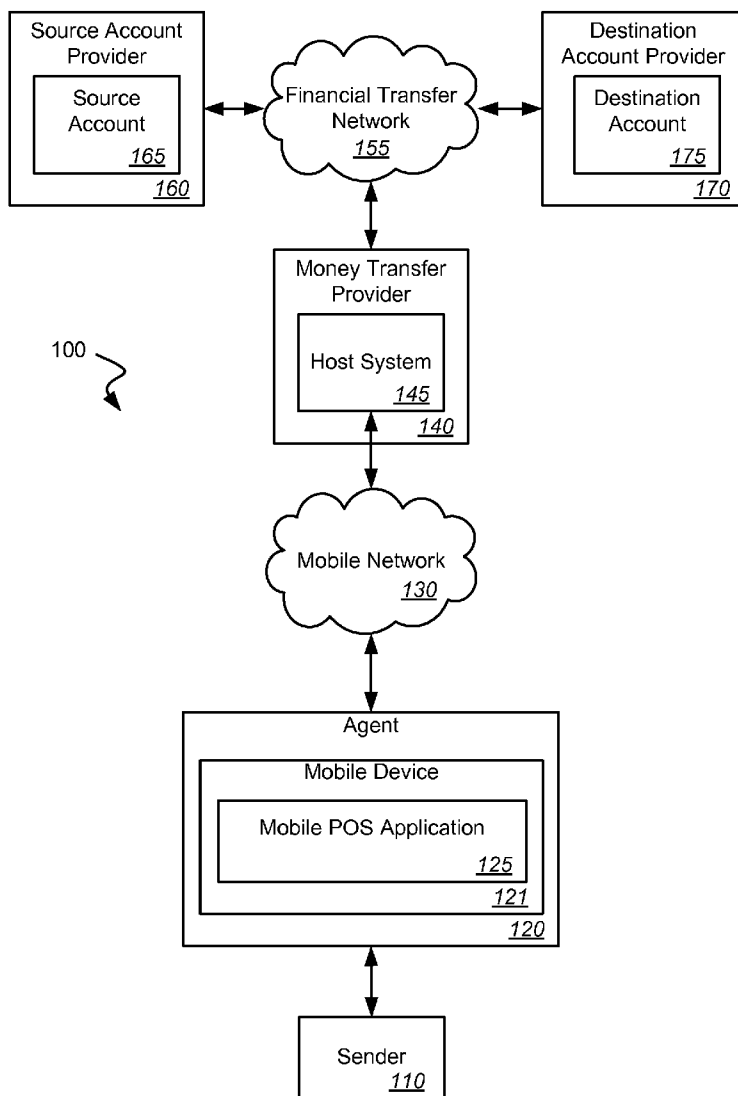 Source Account
Provider
Source
Account
165
160
Financial Transfer
Network
155
Destination
Account Provider
Destination
Account
175
170
Money Transfer
Provider
Host System
145
140
100
Mobile Network
130
Agent
Mobile Device
Mobile POS Application
125
121
120
Sender
110